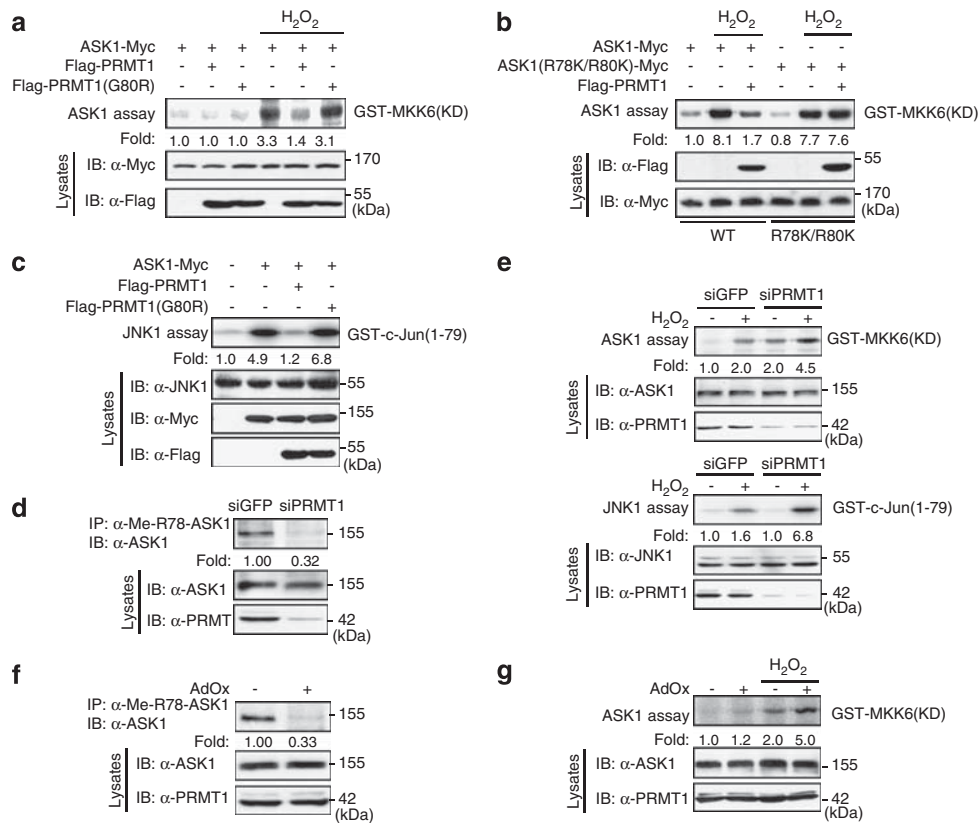 a
H2O2
ASK1-Myc + + + + + +
Flag-PRMT1 + +
Flag-PRMT1(G80R) + +
ASK1 assay GST-MKK6(KD)
Fold: 1.0 1.0 1.0 3.3 1.4 3.1
Lysates
IB: α-Myc 170
IB: α-Flag 55
(kDa)
b
H2O2 H2O2
ASK1-Myc + + + - - -
ASK1(R78K/R80K)-Myc - - - + + +
Flag-PRMT1 - - + - - +
ASK1 assay GST-MKK6(KD)
Fold: 1.0 8.1 1.7 0.8 7.7 7.6
Lysates
IB: α-Flag 55
IB: α-Myc 170
(kDa)
WT R78K/R80K
c
ASK1-Myc - + + +
Flag-PRMT1 - - + -
Flag-PRMT1(G80R) - - - +
JNK1 assay GST-c-Jun(1-79)
Fold: 1.0 4.9 1.2 6.8
Lysates
IB: α-JNK1 55
IB: α-Myc 155
IB: α-Flag 55
(kDa)
d
siGFP siPRMT1
IP: α-Me-R78-ASK1
IB: α-ASK1
155
Fold: 1.00 0.32
Lysates
IB: α-ASK1 155
IB: α-PRMT 42
(kDa)
e
siGFP siPRMT1
H2O2 - + - +
ASK1 assay GST-MKK6(KD)
Fold: 1.0 2.0 2.0 4.5
Lysates
IB: α-ASK1 155
IB: α-PRMT1 42
(kDa)
siGFP siPRMT1
H2O2 - + - +
JNK1 assay GST-c-Jun(1-79)
Fold: 1.0 1.6 1.0 6.8
Lysates
IB: α-JNK1 55
IB: α-PRMT1 42
(kDa)
f
AdOx - +
IP: α-Me-R78-ASK1
IB: α-ASK1
155
Fold: 1.00 0.33
Lysates
IB: α-ASK1 155
IB: α-PRMT1 42
(kDa)
g
H2O2
AdOx - + - +
ASK1 assay GST-MKK6(KD)
Fold: 1.0 1.2 2.0 5.0
Lysates
IB: α-ASK1 155
IB: α-PRMT1 42
(kDa)